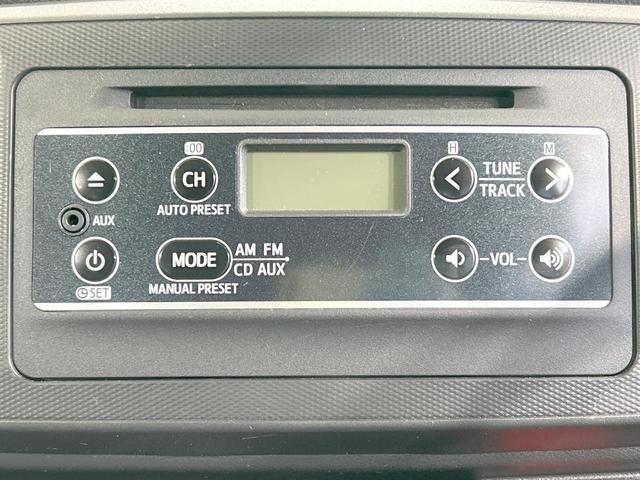 :00
H
M
CH
TUNE
TRACK
AUTO PRESET
AUX
MODE
AM FM
CD AUX
VOL
SET
MANUAL PRESET